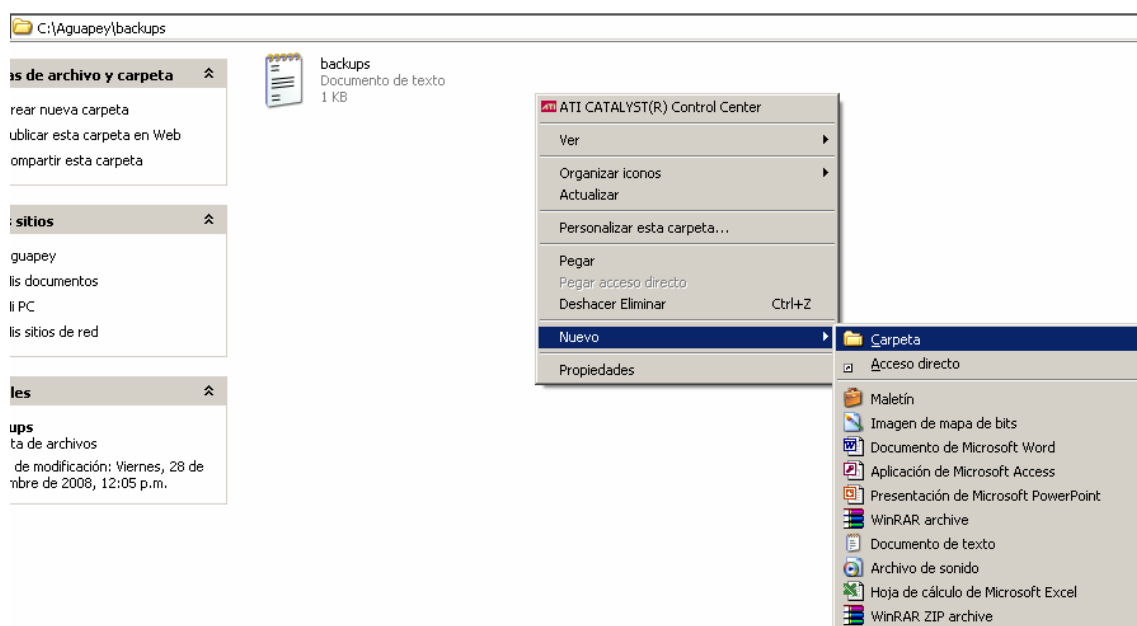 C:\Aguapey\backups
as de archivo y carpeta
rear nueva carpeta
ublicar esta carpeta en Web
ompartir esta carpeta
sitios
guapey
is documentos
i PC
lis sitios de red
les
ups
ta de archivos
de modificación: Viernes, 28 de
mbre de 2008, 12:05 p.m.
backups
Documento de texto
1 KB
ATI CATALYST(R) Control Center
Ver
Organizar iconos
Actualizar
Personalizar esta carpeta...
Pegar
Pegar acceso directo
Deshacer Eliminar Ctrl+Z
Nuevo
Propiedades
Carpeta
Acceso directo
Maletín
Imagen de mapa de bits
Documento de Microsoft Word
Aplicación de Microsoft Access
Presentación de Microsoft PowerPoint
WinRAR archive
Documento de texto
Archivo de sonido
Hoja de cálculo de Microsoft Excel
WinRAR ZIP archive